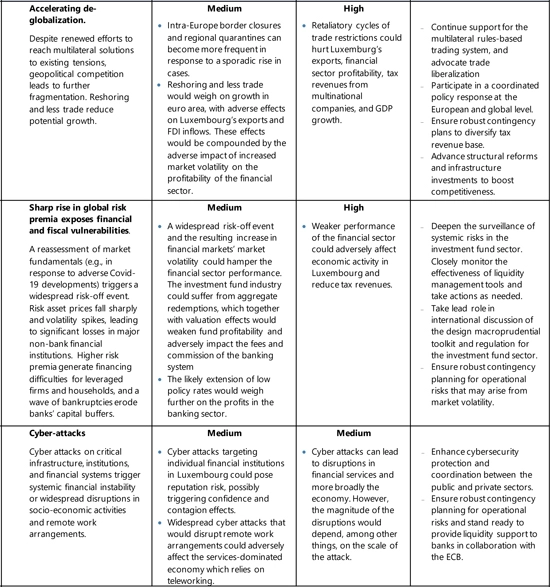 Accelerating de-
globalization.
Despite renewed efforts to
reach multilateral solutions
to existing tensions,
geopolitical competition
leads to further
fragmentation. Reshoring
and less trade reduce
potential growth.
Medium
• Intra-Europe border closures
and regional quarantines can
become more frequent in
response to a sporadic rise in
cases.
• Reshoring and less trade
would weigh on growth in
euro area, with adverse effects
on Luxembourg's exports and
FDI inflows. These effects
would be compounded by the
adverse impact of increased
market volatility on the
profitability of the financial
sector.
High
• Retaliatory cycles of
trade restrictions could
hurt Luxemburg's
exports, financial
sector profitability, tax
revenues from
multinational
companies, and GDP
growth.
- Continue support for the
multilateral rules-based
trading system, and
advocate trade
liberalization
- Participate in a coordinated
policy response at the
European and global level.
- Ensure robust contingency
plans to diversify tax
revenue base.
- Advance structural reforms
and infrastructure
investments to boost
competitiveness.
Sharp rise in global risk
premia exposes financial
and fiscal vulnerabilities.
A reassessment of market
fundamentals (e.g., in
response to adverse Covid-
19 developments) triggers a
widespread risk-off event.
Risk asset prices fall sharply
and volatility spikes, leading
to significant losses in major
non-bank financial
institutions. Higher risk
premia generate financing
difficulties for leveraged
firms and households, and a
wave of bankruptcies erode
banks' capital buffers.
Medium
• A widespread risk-off event
and the resulting increase in
financial markets' market
volatility could hamper the
financial sector performance.
The investment fund industry
could suffer from aggregate
redemptions, which together
with valuation effects would
weaken fund profitability and
adversely impact the fees and
commission of the banking
system
• The likely extension of low
policy rates would weigh
further on the profits in the
banking sector.
High
• Weaker performance
of the financial sector
could adversely affect
economic activity in
Luxembourg and
reduce tax revenues.
- Deepen the surveillance of
systemic risks in the
investment fund sector.
Closely monitor the
effectiveness of liquidity
management tools and
take actions as needed.
- Take lead role in
international discussion of
the design macroprudential
toolkit and regulation for
the investment fund sector.
- Ensure robust contingency
planning for operational
risks that may arise from
market volatility.
Cyber-attacks
Cyber attacks on critical
infrastructure, institutions,
and financial systems trigger
systemic financial instability
or widespread disruptions in
socio-economic activities
and remote work
arrangements.
Medium
• Cyber attacks targeting
individual financial institutions
in Luxembourg could pose
reputation risk, possibly
triggering confidence and
contagion effects.
• Widespread cyber attacks that
would disrupt remote work
arrangements could adversely
affect the services-dominated
economy which relies on
teleworking.
Medium
• Cyber attacks can lead
to disruptions in
financial services and
more broadly the
economy. However,
the magnitude of the
disruptions would
depend, among other
things, on the scale of
the attack.
- Enhance cybersecurity
protection and
coordination between the
public and private sectors.
- Ensure robust contingency
planning for operational
risks and stand ready to
provide liquidity support to
banks in collaboration with
the ECB.